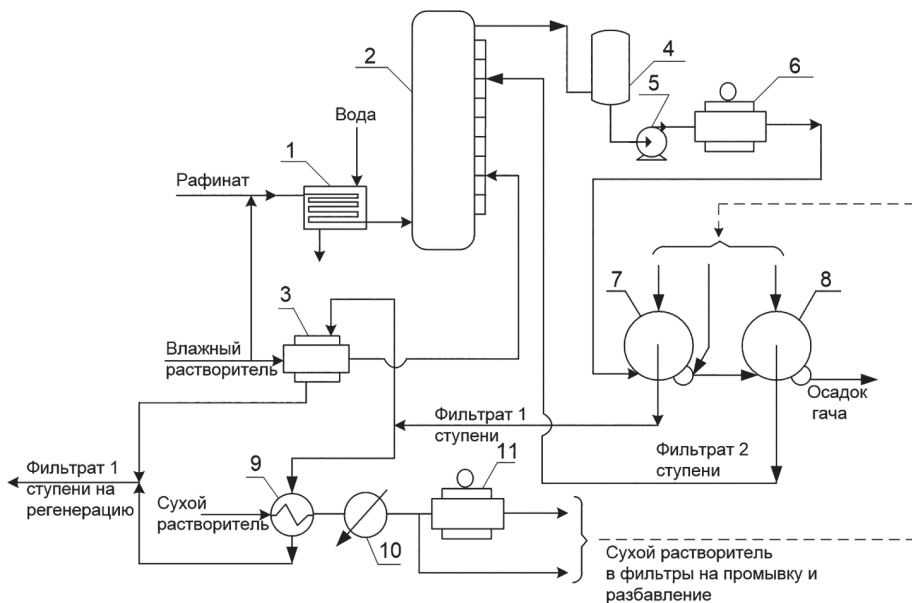 2
4
5
6
Вода
1
Рафинат
7
8
3
Влажный
растворитель
Осадок
гача
Фильтрат 1
ступени
Фильтрат 2
ступени
11
9
Фильтрат 1
ступени на
регенерацию
Сухой
растворитель
10
Сухой растворитель
в фильтры на промывку и
разбавление